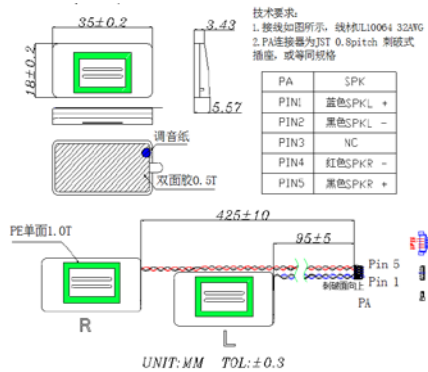 技术要求:
1.接线如图所示, 线材UL10064 32AWG
2.PA连接器为JST 0.8pitch 刺破式
插座, 或等同规格
35±0.2
3.43
18±0.2
5.57
PA SPK
PIN1 蓝色SPKL +
PIN2 黑色SPKL -
PIN3 NC
PIN4 红色SPKR -
PIN5 黑色SPKR +
调音纸
双面胶0.5T
425±10
PE单面1.0T
95±5
Pin 5
刺破面向上 Pin 1
PA
R
L
UNIT:MM TOL:±0.3